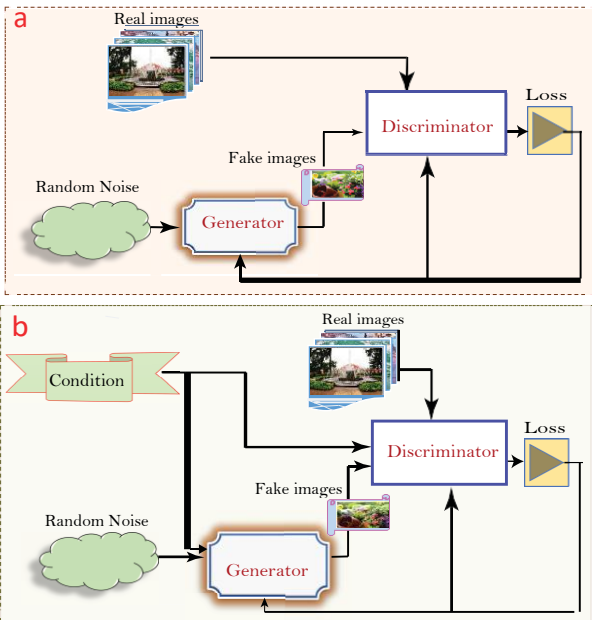 a
Real images
Loss
Discriminator
Fake images
Random Noise
Generator
b
Real images
Condition
Loss
Discriminator
Fake images
Random Noise
Generator